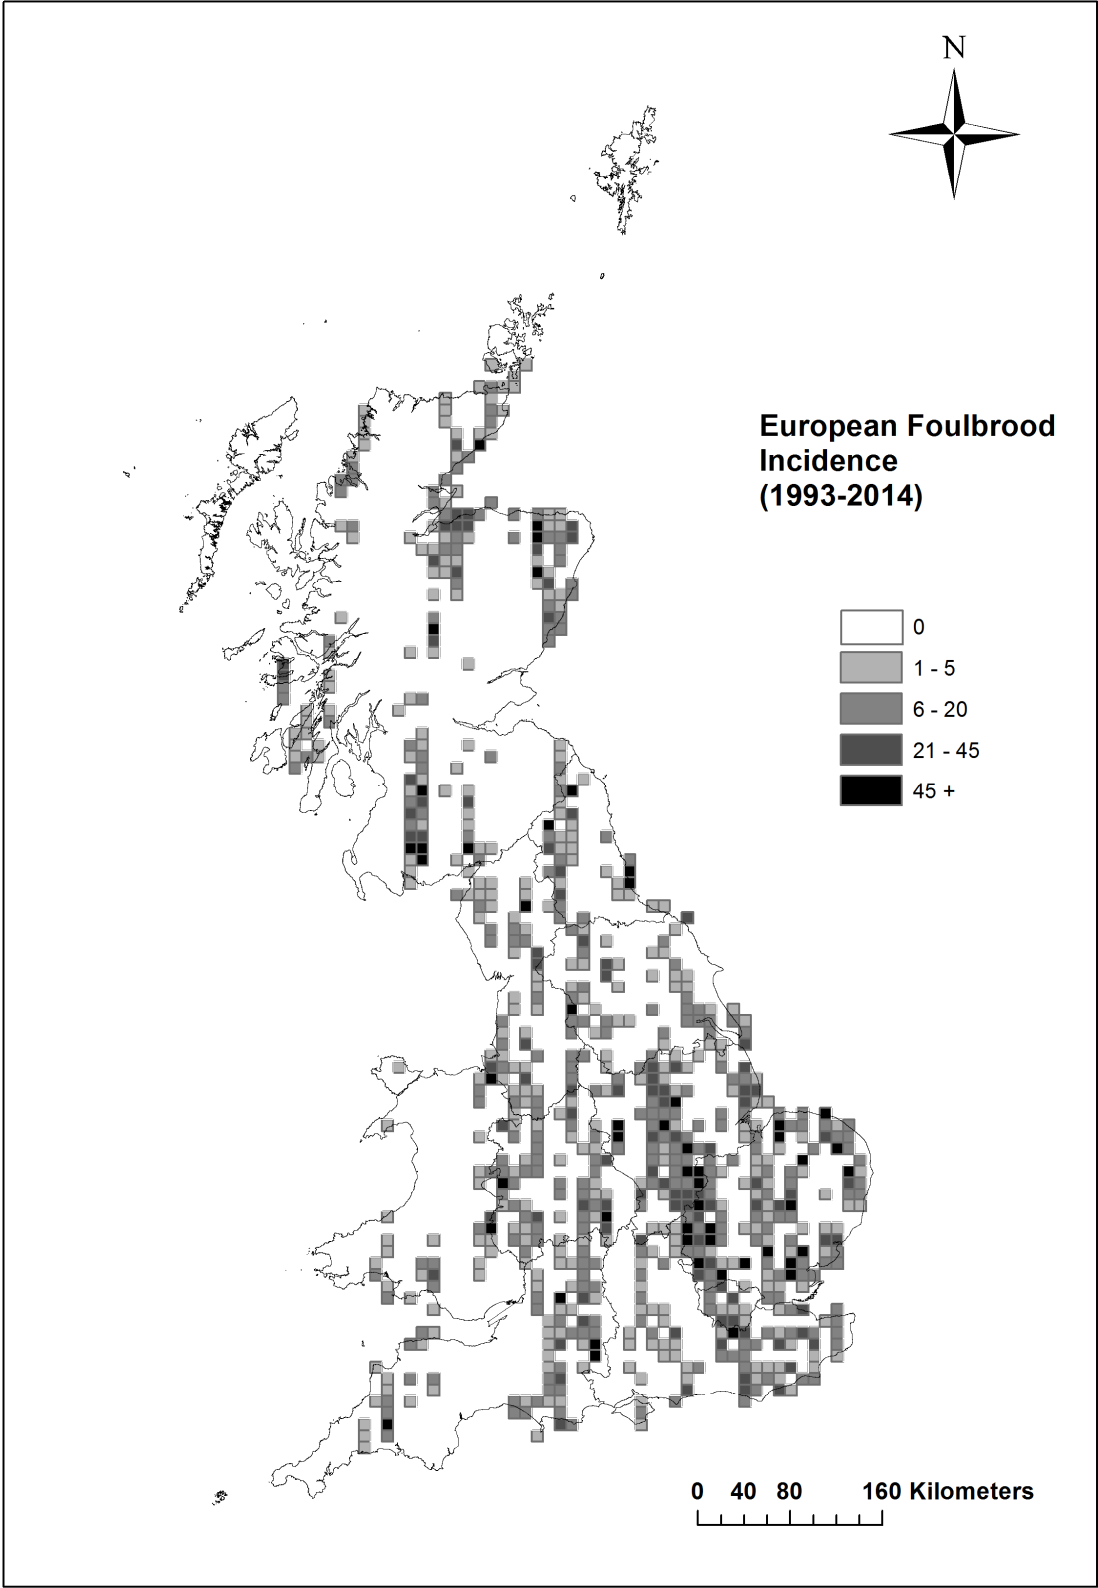 N
European Foulbrood
Incidence
(1993-2014)
0
1 - 5
6 - 20
21 - 45
45 +
0 40 80 160 Kilometers